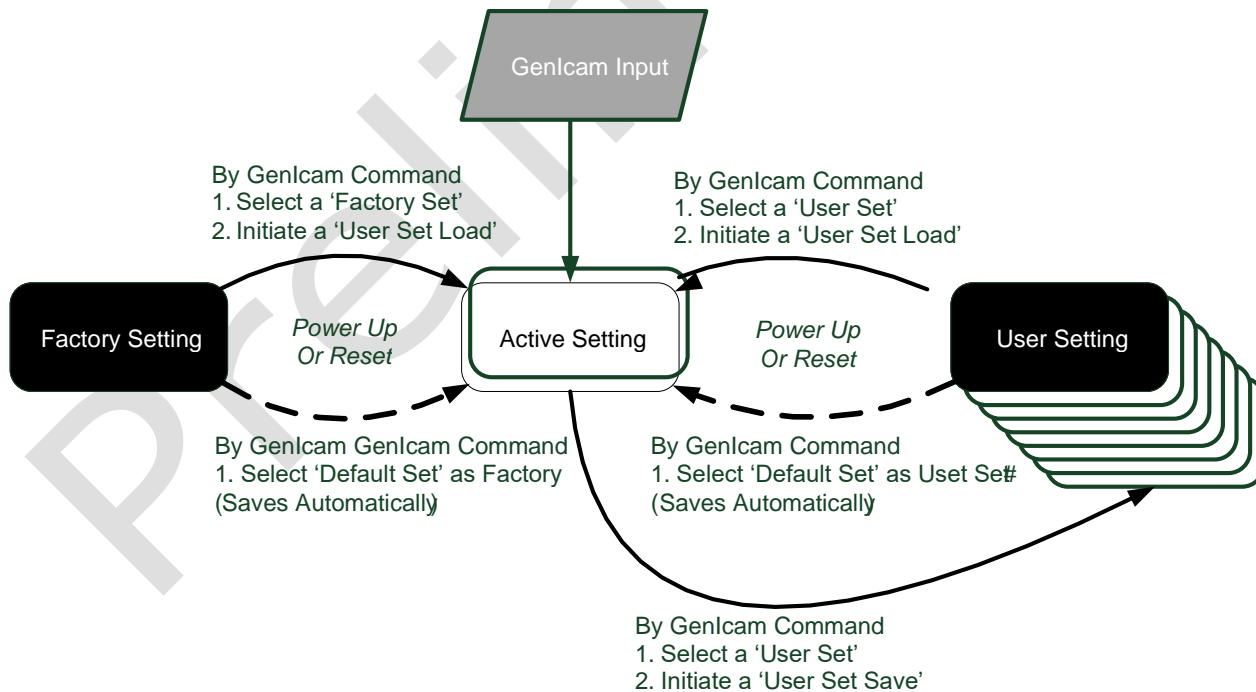 GenIcam Input
By GenIcam Command
1. Select a ‘Factory Set’
2. Initiate a ‘User Set Load’
By GenIcam Command
1. Select a ‘User Set’
2. Initiate a ‘User Set Load’
Factory Setting
Power Up
Or Reset
Active Setting
Power Up
Or Reset
User Setting
By GenIcam GenIcam Command
1. Select ‘Default Set’ as Factory
(Saves Automatically)
By GenIcam Command
1. Select ‘Default Set’ as Uset Set#
(Saves Automatically)
By GenIcam Command
1. Select a ‘User Set’
2. Initiate a ‘User Set Save’